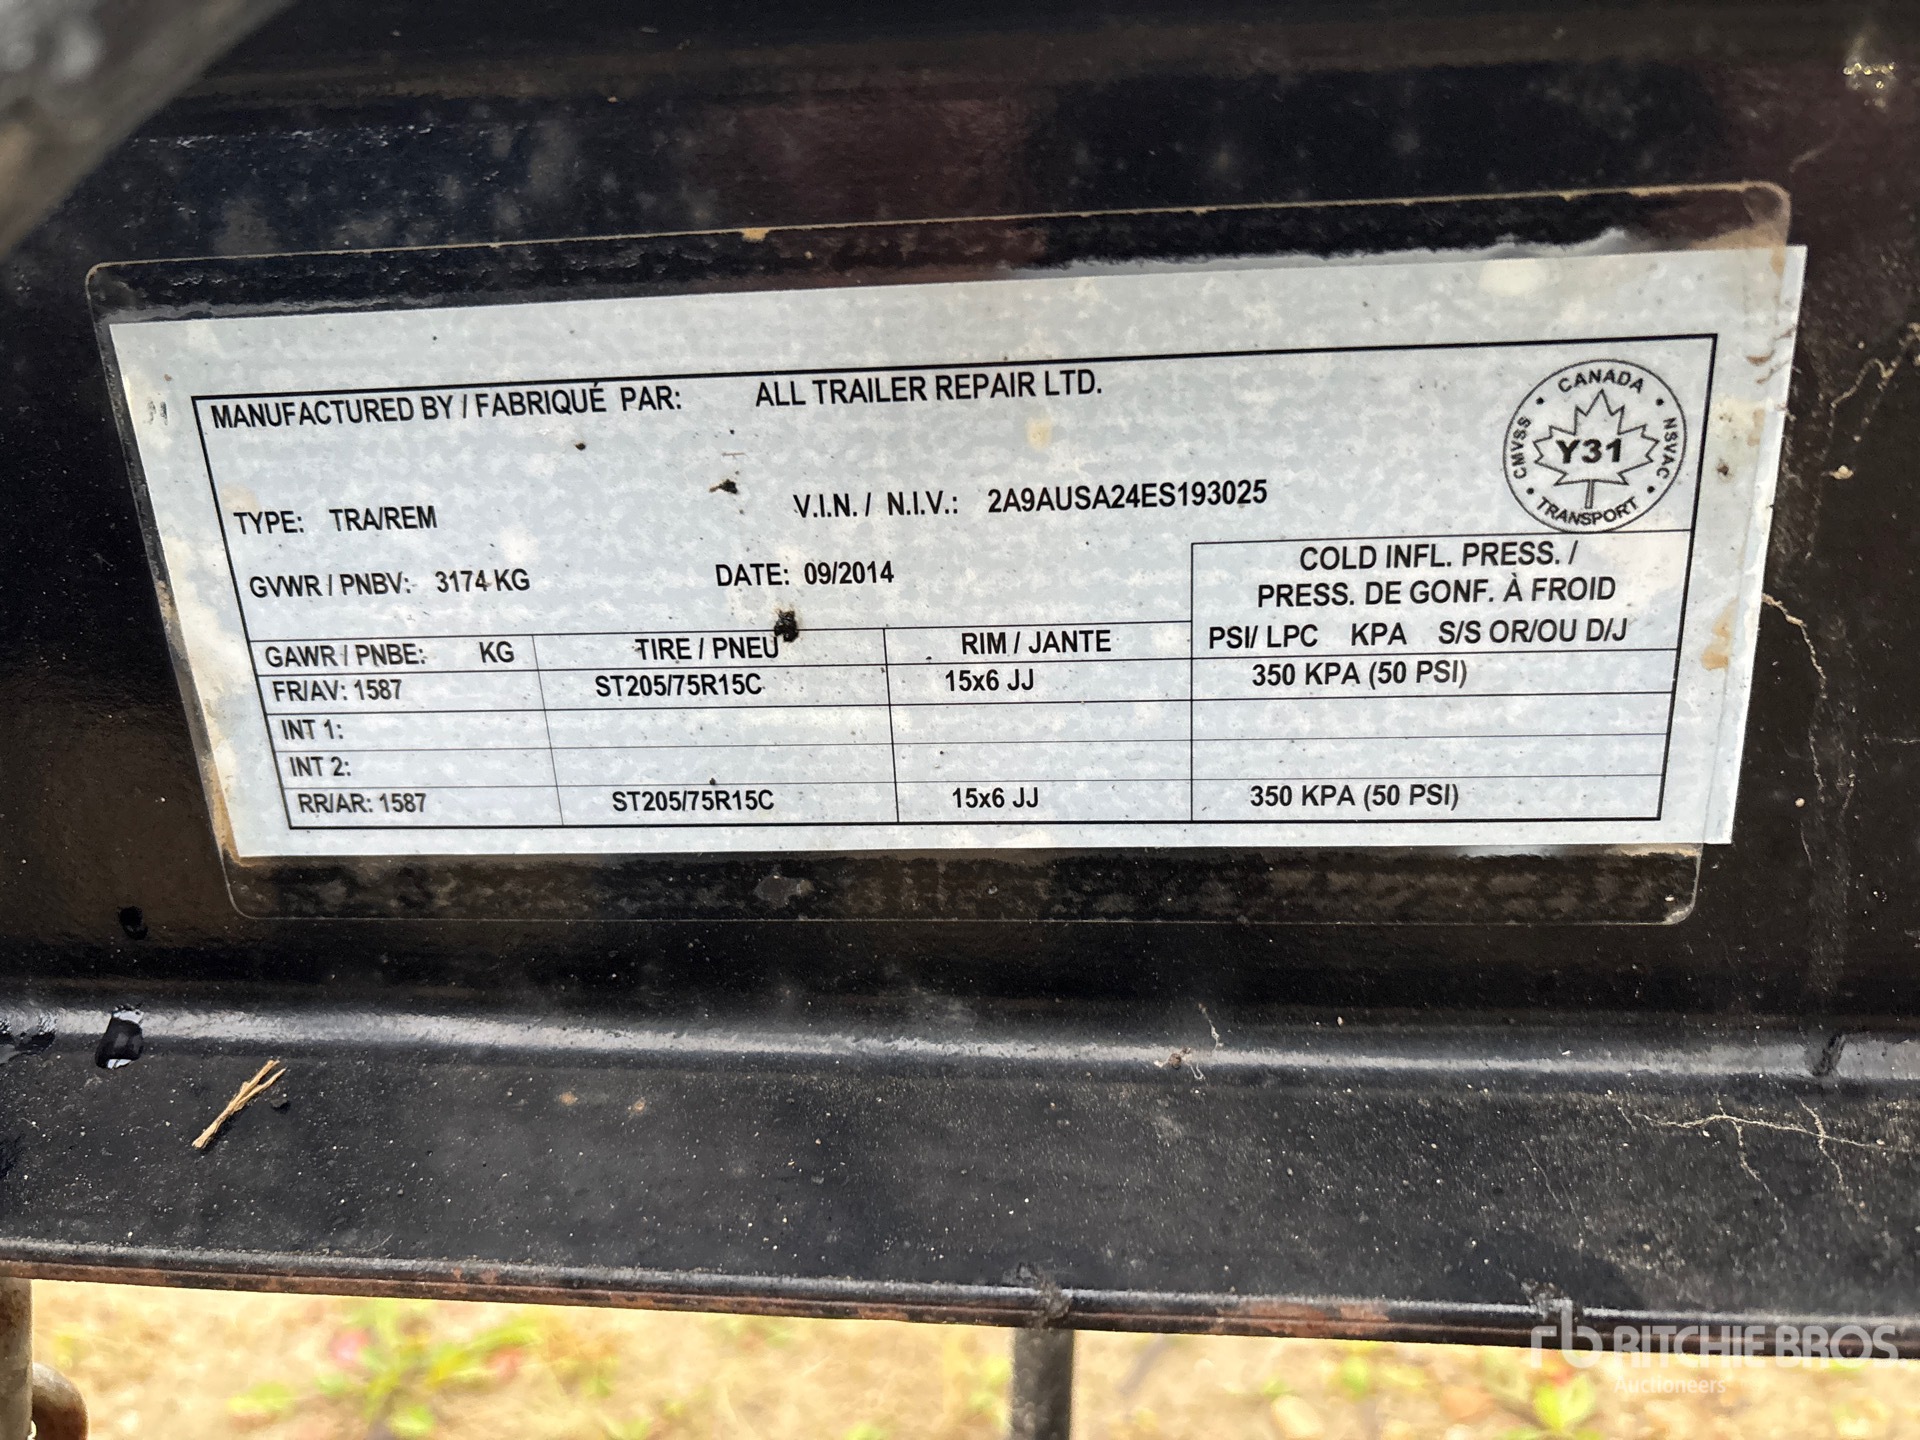 MANUFACTURED BY / FABRIQUÉ PAR: ALL TRAILER REPAIR LTD.
CANADA
CMVSS
NSVAC
Y31
TRANSPORT
TYPE: TRA/REM V.I.N. / N.I.V.: 2A9AUSA24ES193025
GVWR / PNBV: 3174 KG DATE: 09/2014
COLD INFL. PRESS. /
PRESS. DE GONF. À FROID
GAWR / PNBE: KG TIRE / PNEU RIM / JANTE PSI/ LPC KPA S/S OR/OU D/J
FR/AV: 1587 ST205/75R15C 15x6 JJ 350 KPA (50 PSI)
INT 1:
INT 2:
RR/AR: 1587 ST205/75R15C 15x6 JJ 350 KPA (50 PSI)
rb RITCHIE BROS.
Auctioneers